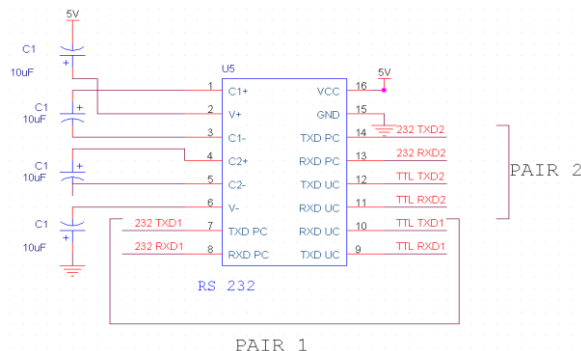 5V
C1
10uF
C1
10uF
C1
10uF
C1
10uF
U5
1 C1+ VCC 16 5V
2 V+ GND 15
3 C1- TXD PC 14 232 TXD2
4 C2+ RXD PC 13 232 RXD2
5 C2- TXD UC 12 TTL TXD2
6 V- RXD UC 11 TTL RXD2
232 TXD1 7 TXD PC RXD UC 10 TTL TXD1
232 RXD1 8 RXD PC TXD UC 9 TTL RXD1
RS 232
PAIR 2
PAIR 1